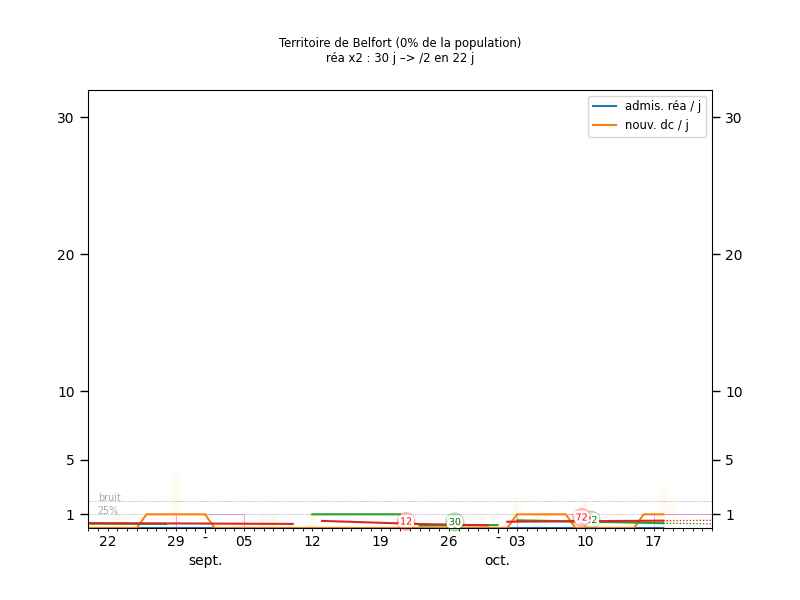 Territoire de Belfort (0% de la population)
réa x2 : 30 j –> /2 en 22 j
admis. réa / j
nouv. dc / j
30 30
20 20
10 10
5 5
bruit
25%
1 1
12 30 72
22 29 - 05 12 19 26 - 03 10 17
sept. oct.